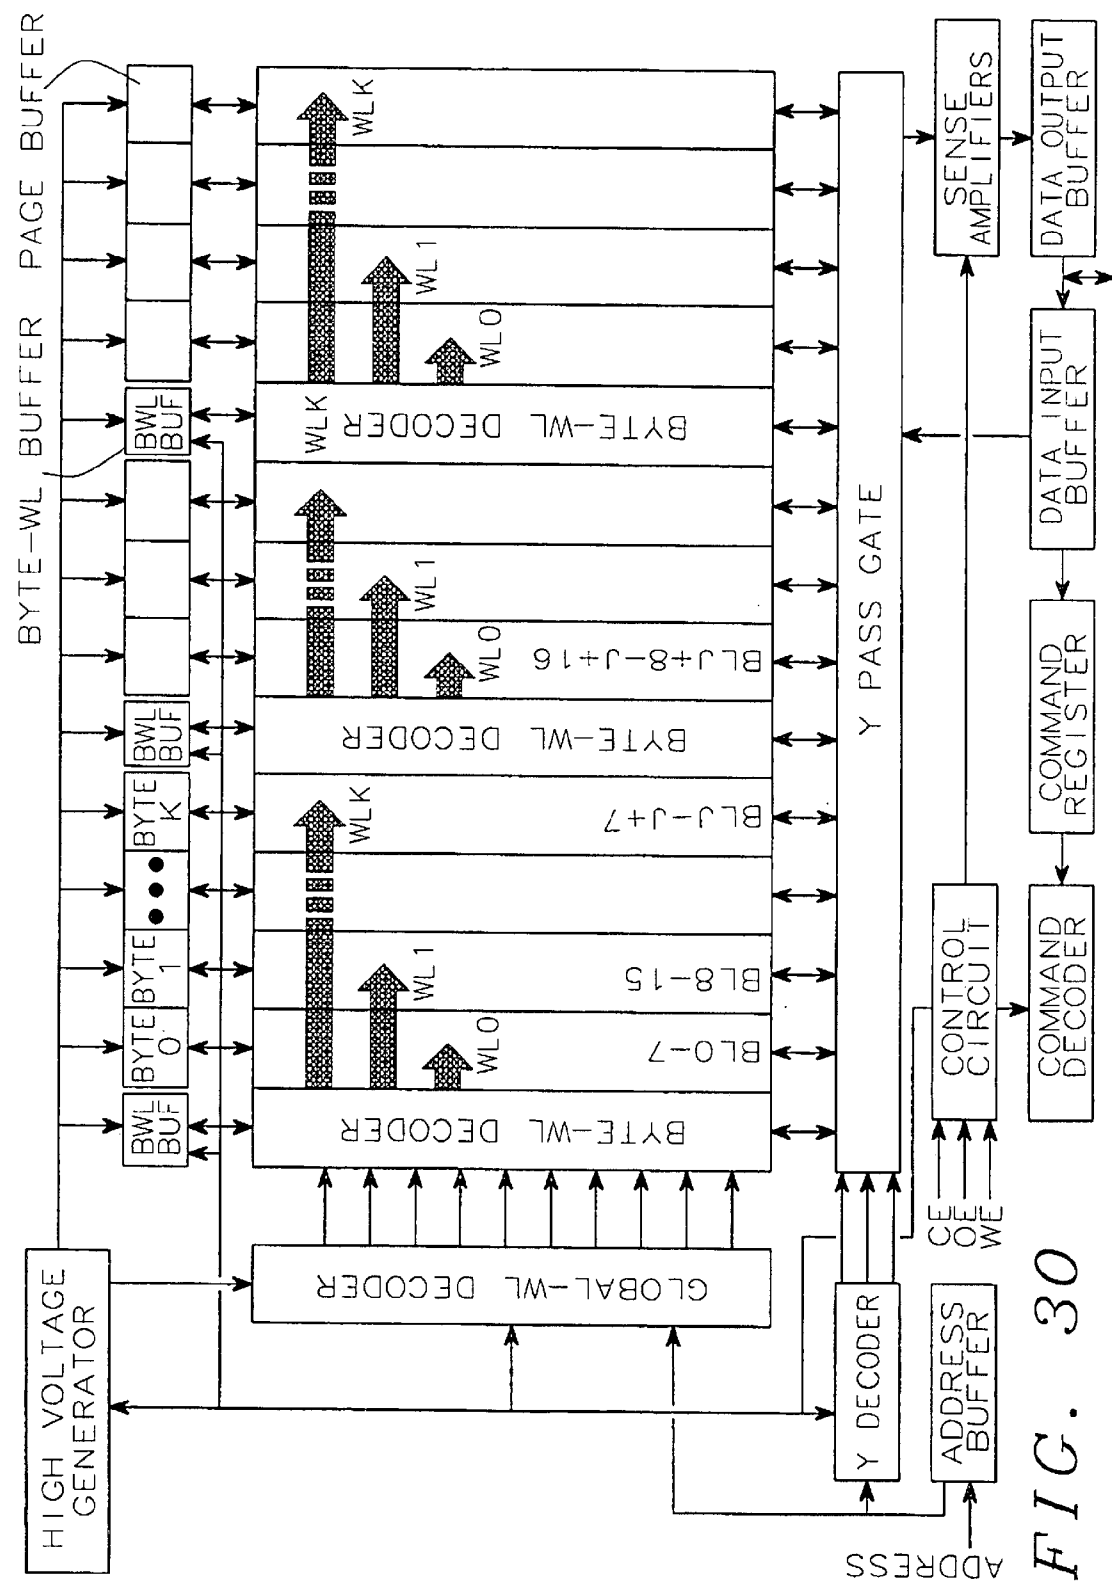 BYTE-WL BUFFER
PAGE BUFFER
HIGH VOLTAGE
GENERATOR
BWL
BUF
BYTE
0
BYTE
1
BYTE
K
BWL
BUF
BWL
BUF
GLOBAL-WL DECODER
BYTE-WL DECODER
WL0
WL1
WLK
BL0-7
BL8-15
BLJ-J+7
BYTE-WL DECODER
WL0
WL1
WLK
BLJ+8-J+16
BYTE-WL DECODER
WL0
WL1
WLK
Y DECODER
Y PASS GATE
ADDRESS
ADDRESS
BUFFER
CE
OE
WE
CONTROL
CIRCUIT
SENSE
AMPLIFIERS
COMMAND
DECODER
COMMAND
REGISTER
DATA INPUT
BUFFER
DATA OUTPUT
BUFFER
FIG. 30